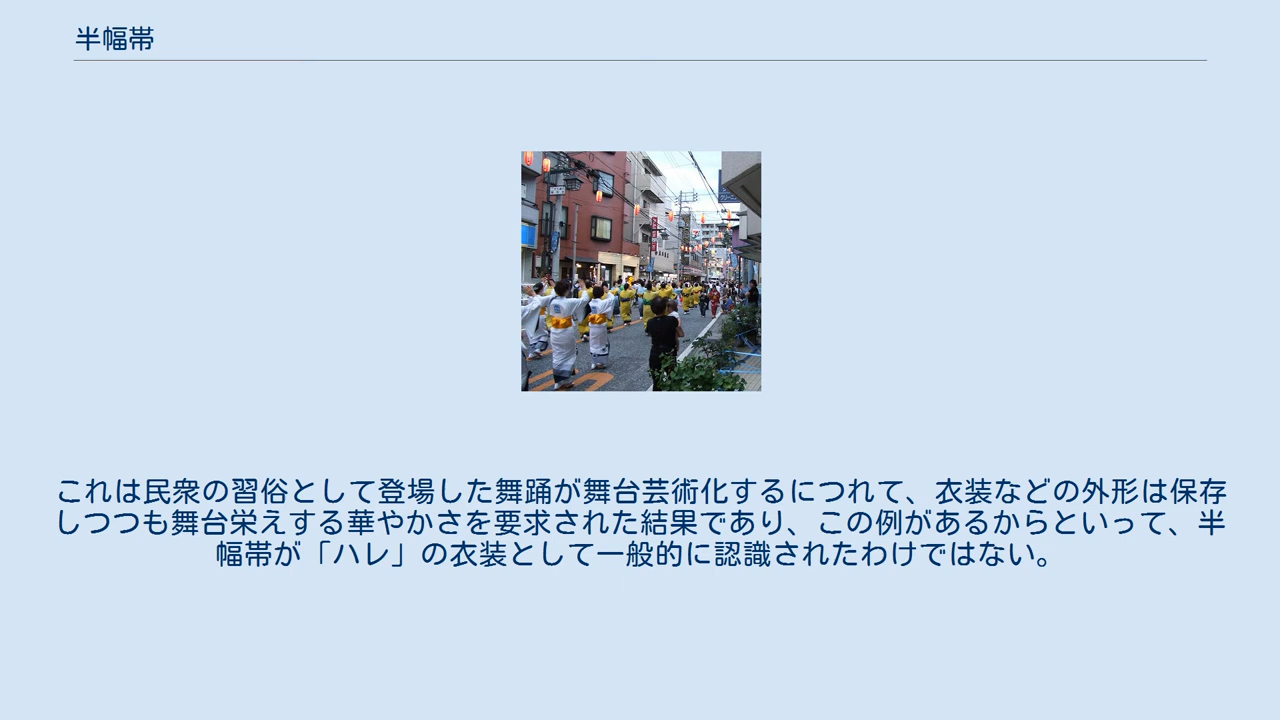 半幅帯
これは民衆の習俗として登場した舞踊が舞台芸術化するにつれて、衣装などの外形は保存
しつつも舞台栄えする華やかさを要求された結果であり、この例があるからといって、半
幅帯が「ハレ」の衣装として一般的に認識されたわけではない。